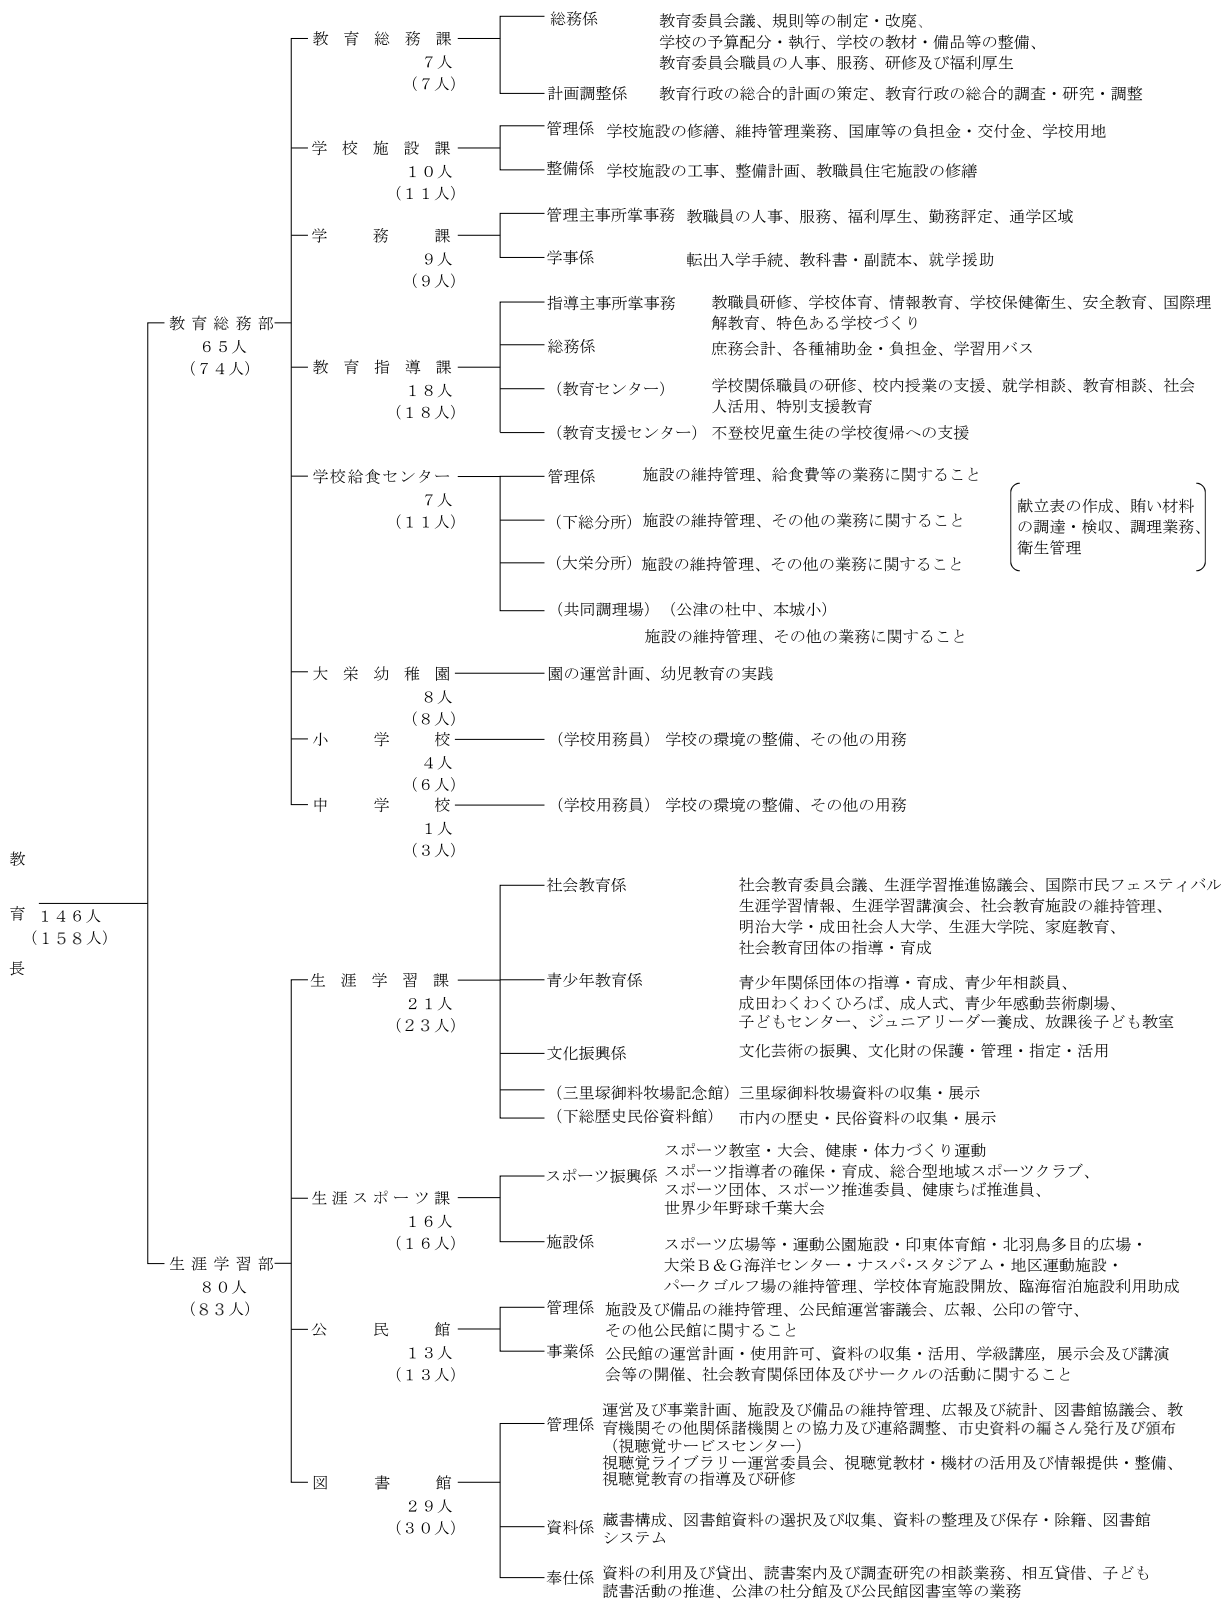 教育長
１４６人
（１５８人）
教育総務部
６５人
（７４人）
教育総務課
７人
（７人）
総務係
教育委員会議、規則等の制定・改廃、
学校の予算配分・執行、学校の教材・備品等の整備、
教育委員会職員の人事、服務、研修及び福利厚生
計画調整係
教育行政の総合的計画の策定、教育行政の総合的調査・研究・調整
学校施設課
１０人
（１１人）
管理係
学校施設の修繕、維持管理業務、国庫等の負担金・交付金、学校用地
整備係
学校施設の工事、整備計画、教職員住宅施設の修繕
学務課
９人
（９人）
管理主事所掌事務
教職員の人事、服務、福利厚生、勤務評定、通学区域
学事係
転出入学手続、教科書・副読本、就学援助
教育指導課
１８人
（１８人）
指導主事所掌事務
教職員研修、学校体育、情報教育、学校保健衛生、安全教育、国際理
解教育、特色ある学校づくり
総務係
庶務会計、各種補助金・負担金、学習用バス
（教育センター）
学校関係職員の研修、校内授業の支援、就学相談、教育相談、社会
人活用、特別支援教育
（教育支援センター）
不登校児童生徒の学校復帰への支援
学校給食センター
７人
（１１人）
管理係
施設の維持管理、給食費等の業務に関すること
（下総分所）
施設の維持管理、その他の業務に関すること
（大栄分所）
施設の維持管理、その他の業務に関すること
（共同調理場）（公津の杜中、本城小）
施設の維持管理、その他の業務に関すること
献立表の作成、賄い材料
の調達・検収、調理業務、
衛生管理
大栄幼稚園
８人
（８人）
園の運営計画、幼児教育の実践
小学校
４人
（６人）
（学校用務員）
学校の環境の整備、その他の用務
中学校
１人
（３人）
（学校用務員）
学校の環境の整備、その他の用務
生涯学習部
８０人
（８３人）
生涯学習課
２１人
（２３人）
社会教育係
社会教育委員会議、生涯学習推進協議会、国際市民フェスティバル
生涯学習情報、生涯学習講演会、社会教育施設の維持管理、
明治大学・成田社会人大学、生涯大学院、家庭教育、
社会教育団体の指導・育成
青少年教育係
青少年関係団体の指導・育成、青少年相談員、
成田わくわくひろば、成人式、青少年感動芸術劇場、
子どもセンター、ジュニアリーダー養成、放課後子ども教室
文化振興係
文化芸術の振興、文化財の保護・管理・指定・活用
（三里塚御料牧場記念館）
三里塚御料牧場資料の収集・展示
（下総歴史民俗資料館）
市内の歴史・民俗資料の収集・展示
生涯スポーツ課
１６人
（１６人）
スポーツ振興係
スポーツ教室・大会、健康・体力づくり運動
スポーツ指導者の確保・育成、総合型地域スポーツクラブ、
スポーツ団体、スポーツ推進委員、健康ちば推進員、
世界少年野球千葉大会
施設係
スポーツ広場等・運動公園施設・印東体育館・北羽鳥多目的広場・
大栄Ｂ＆Ｇ海洋センター・ナスパ・スタジアム・地区運動施設・
パークゴルフ場の維持管理、学校体育施設開放、臨海宿泊施設利用助成
公民館
１３人
（１３人）
管理係
施設及び備品の維持管理、公民館運営審議会、広報、公印の管守、
その他公民館に関すること
事業係
公民館の運営計画・使用許可、資料の収集・活用、学級講座，展示会及び講演
会等の開催、社会教育関係団体及びサークルの活動に関すること
図書館
２９人
（３０人）
管理係
運営及び事業計画、施設及び備品の維持管理、広報及び統計、図書館協議会、教
育機関その他関係諸機関との協力及び連絡調整、市史資料の編さん発行及び頒布
（視聴覚サービスセンター）
視聴覚ライブラリー運営委員会、視聴覚教材・機材の活用及び情報提供・整備、
視聴覚教育の指導及び研修
資料係
蔵書構成、図書館資料の選択及び収集、資料の整理及び保存・除籍、図書館
システム
奉仕係
資料の利用及び貸出、読書案内及び調査研究の相談業務、相互貸借、子ども
読書活動の推進、公津の杜分館及び公民館図書室等の業務